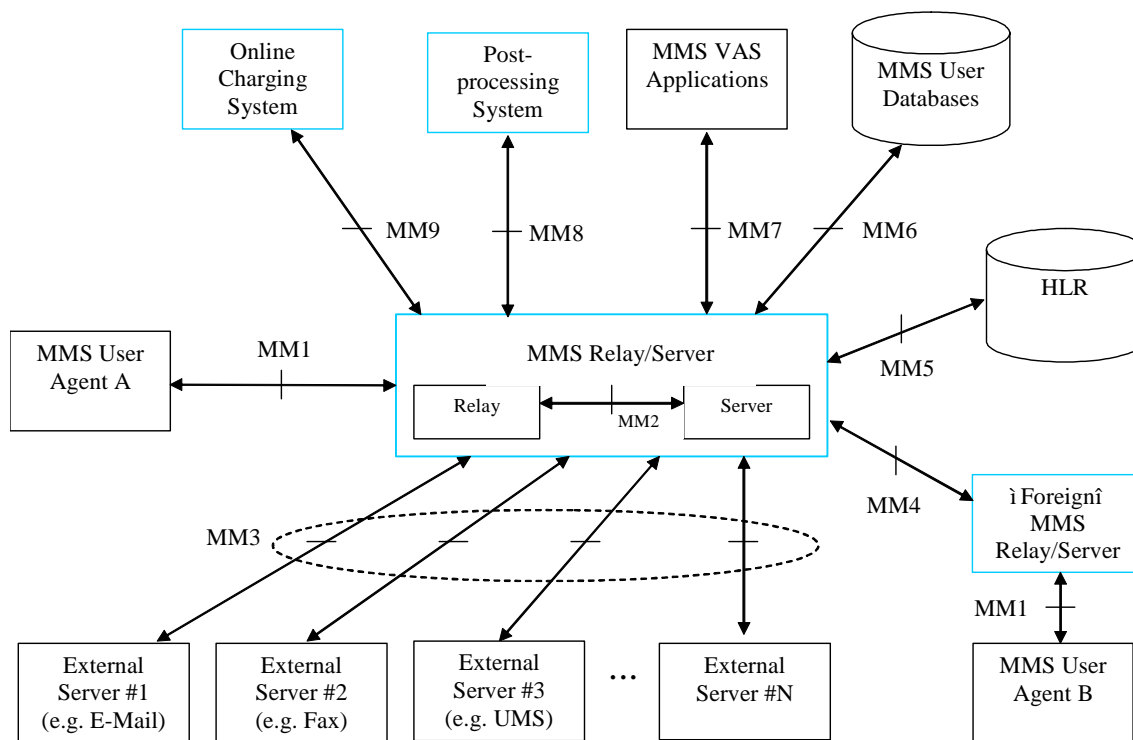 Online
Charging
System
Post-
processing
System
MMS VAS
Applications
MMS User
Databases
MM9
MM8
MM7
MM6
HLR
MMS User
Agent A
MM1
MMS Relay/Server
MM5
Relay
MM2
Server
MM4
ì Foreignî
MMS
Relay/Server
MM3
MM1
External
Server #1
(e.g. E-Mail)
External
Server #2
(e.g. Fax)
External
Server #3
(e.g. UMS)
...
External
Server #N
MMS User
Agent B